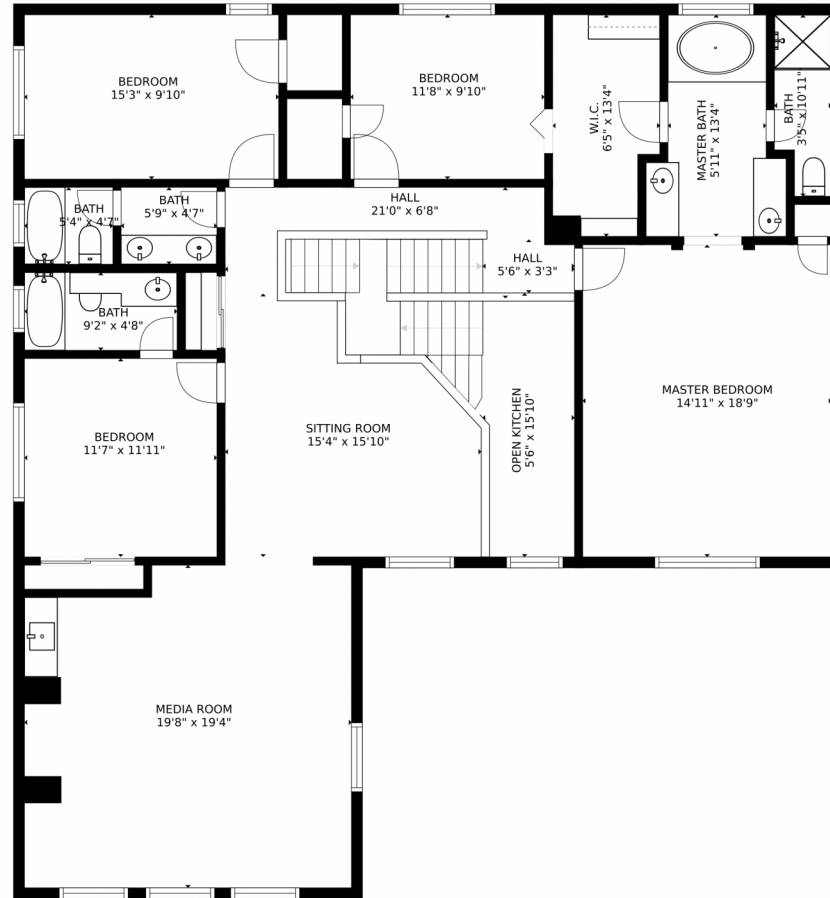 BEDROOM
15'3" x 9'10"
BEDROOM
11'8" x 9'10"
W.I.C.
6'5" x 13'4"
MASTER BATH
5'11" x 13'4"
BATH
3'5" x 10'11"
BATH
5'4" x 4'7"
BATH
5'9" x 4'7"
HALL
21'0" x 6'8"
HALL
5'6" x 3'3"
BATH
9'2" x 4'8"
MASTER BEDROOM
14'11" x 18'9"
SITTING ROOM
15'4" x 15'10"
OPEN KITCHEN
5'6" x 15'10"
BEDROOM
11'7" x 11'11"
MEDIA ROOM
19'8" x 19'4"